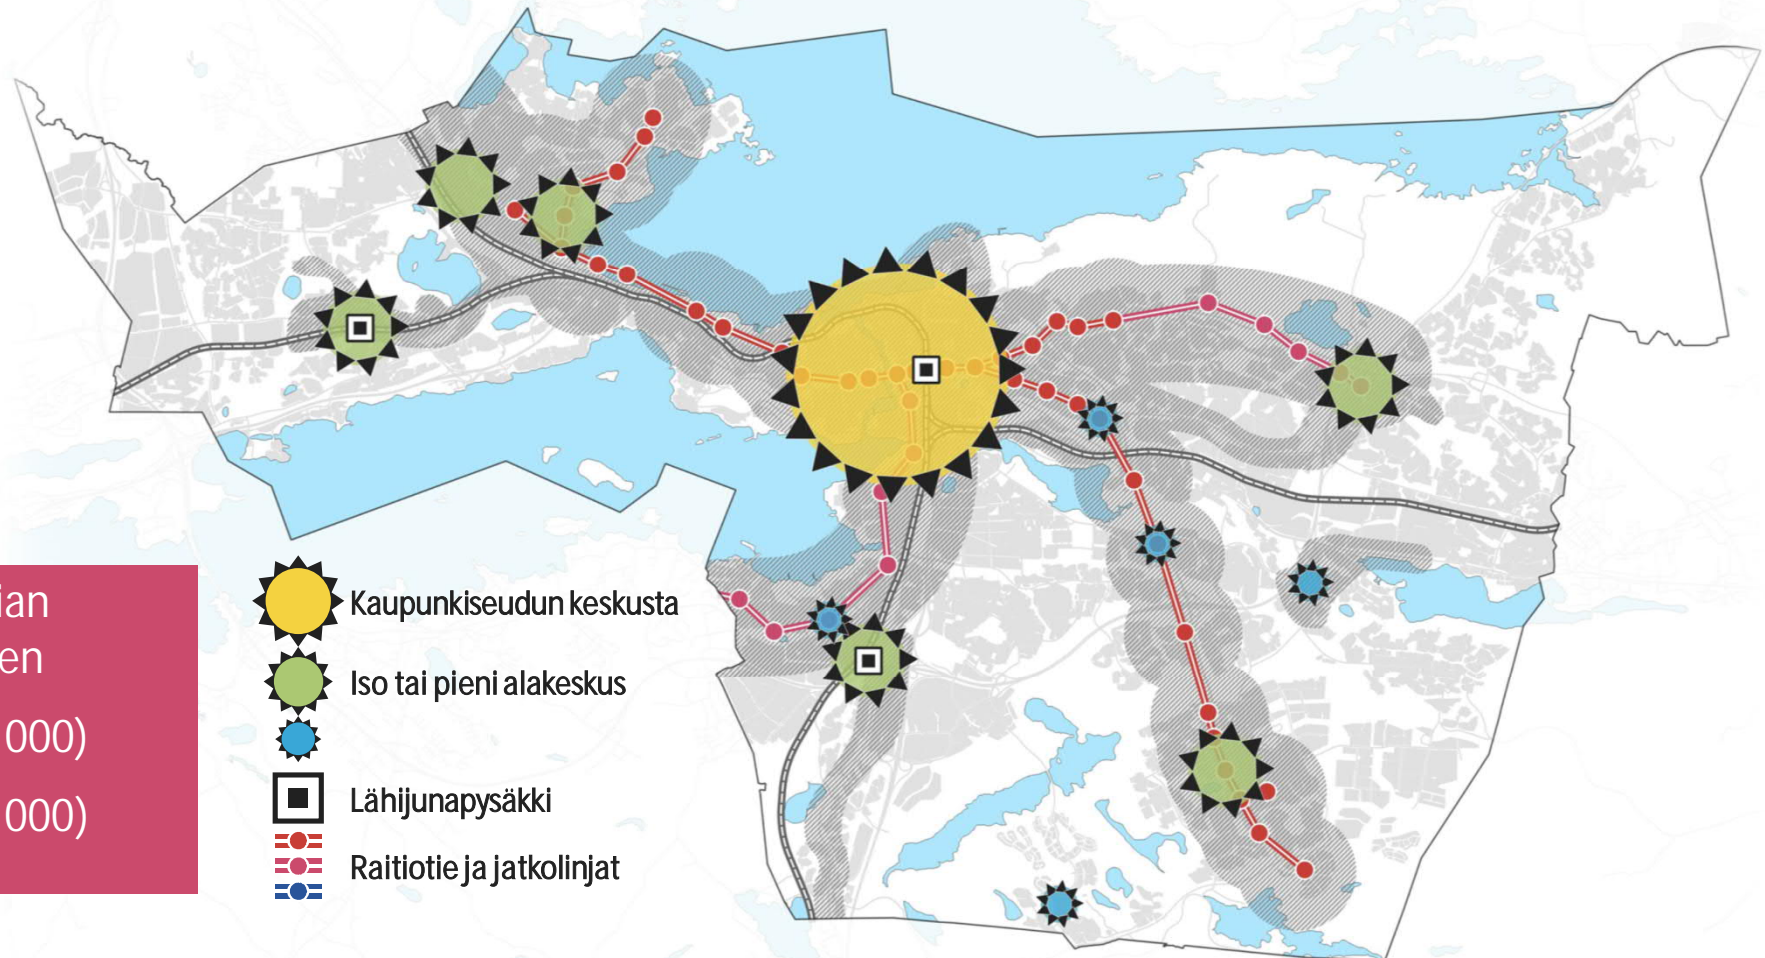 ian
en
000)
000)
Kaupunkiseudun keskusta
Iso tai pieni alakeskus
Lähijunapysäkki
Raitiotie ja jatkolinjat